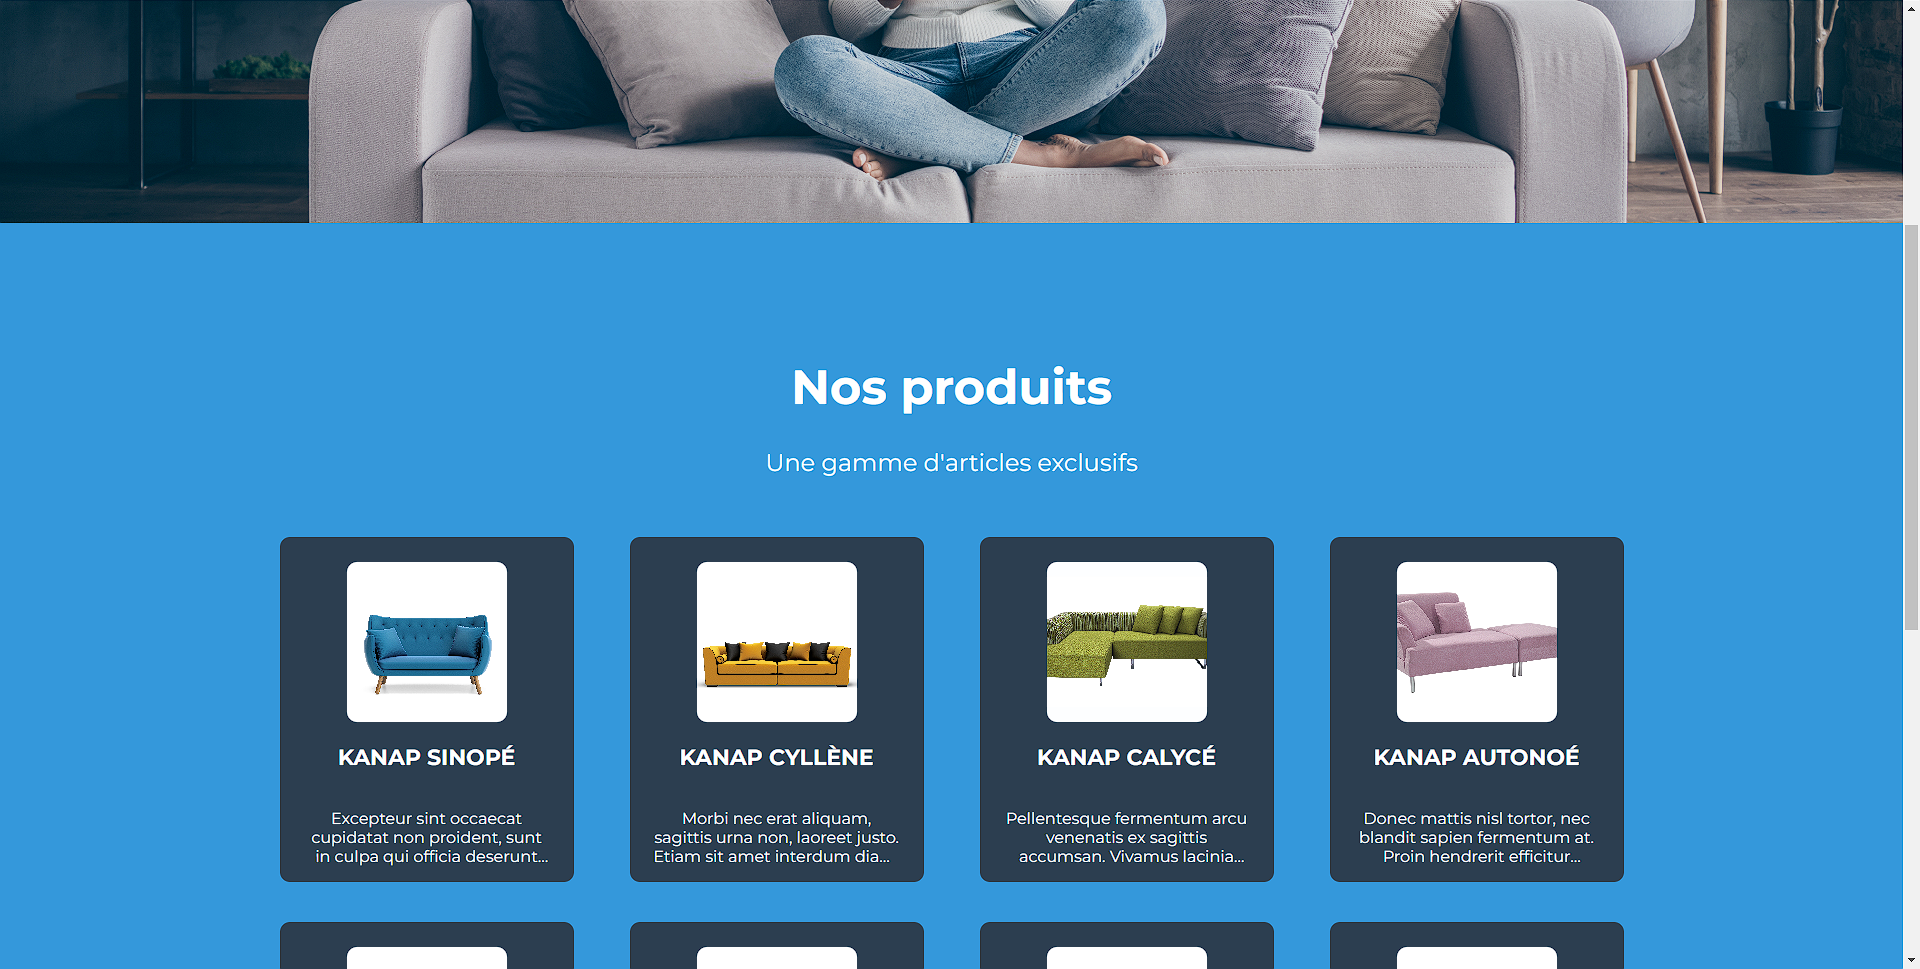 Nos produits
Une gamme d'articles exclusifs
KANAP SINOPÉ
Excepteur sint occaecat
cupidatat non proident, sunt
in culpa qui officia deserunt...
KANAP CYLLÈNE
Morbi nec erat aliquam,
sagittis urna non, laoreet justo.
Etiam sit amet interdum dia...
KANAP CALYCÉ
Pellentesque fermentum arcu
venenatis ex sagittis
accumsan. Vivamus lacinia...
KANAP AUTONOÉ
Donec mattis nisl tortor, nec
blandit sapien fermentum at.
Proin hendrerit efficitur...